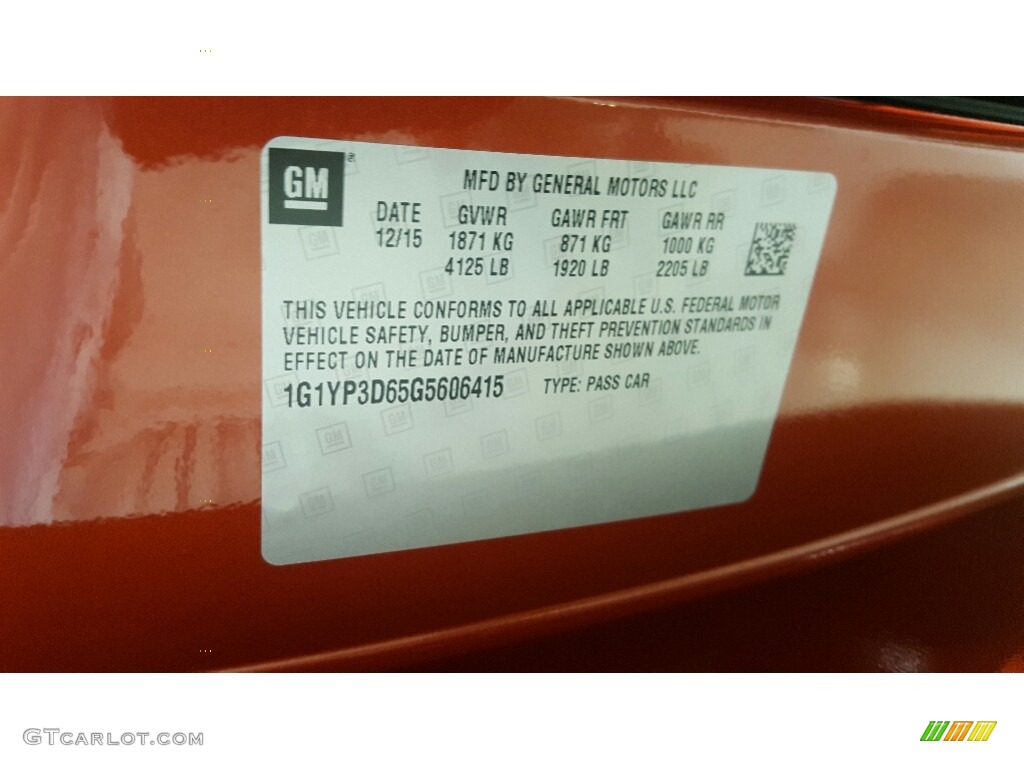 GM
MFD BY GENERAL MOTORS LLC
DATE GVWR GAWR FRT GAWR RR
12/15 1871 KG 871 KG 1000 KG
4125 LB 1920 LB 2205 LB
THIS VEHICLE CONFORMS TO ALL APPLICABLE U.S. FEDERAL MOTOR
VEHICLE SAFETY, BUMPER, AND THEFT PREVENTION STANDARDS IN
EFFECT ON THE DATE OF MANUFACTURE SHOWN ABOVE.
1G1YP3D65G5606415 TYPE: PASS CAR
GTCARLOT.COM